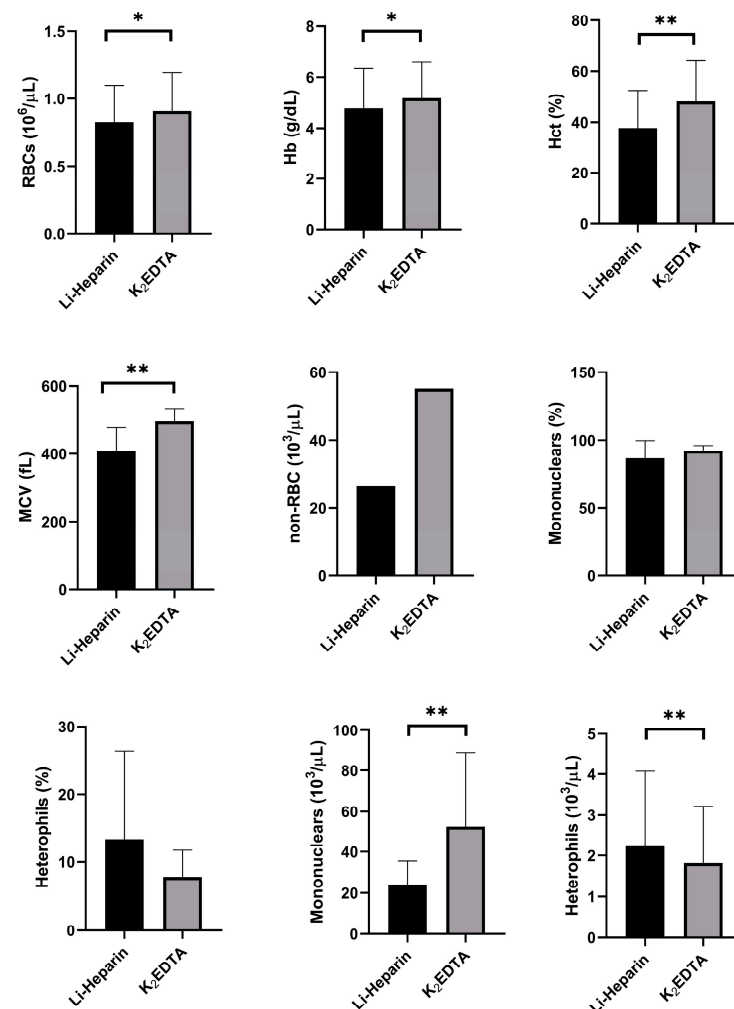 *
RBCs (10⁶/μL)
1.5
1.0
0.5
0.0
Li-Heparin
K₂EDTA
*
Hb (g/dL)
8
6
4
2
0
Li-Heparin
K₂EDTA
**
Hct (%)
80
60
40
20
0
Li-Heparin
K₂EDTA
**
MCV (fL)
600
400
200
0
Li-Heparin
K₂EDTA
non-RBC (10³/μL)
60
40
20
0
Li-Heparin
K₂EDTA
Mononuclears (%)
150
100
50
0
Li-Heparin
K₂EDTA
Heterophils (%)
30
20
10
0
Li-Heparin
K₂EDTA
**
Mononuclears (10³/μL)
100
80
60
40
20
0
Li-Heparin
K₂EDTA
**
Heterophils (10³/μL)
5
4
3
2
1
0
Li-Heparin
K₂EDTA